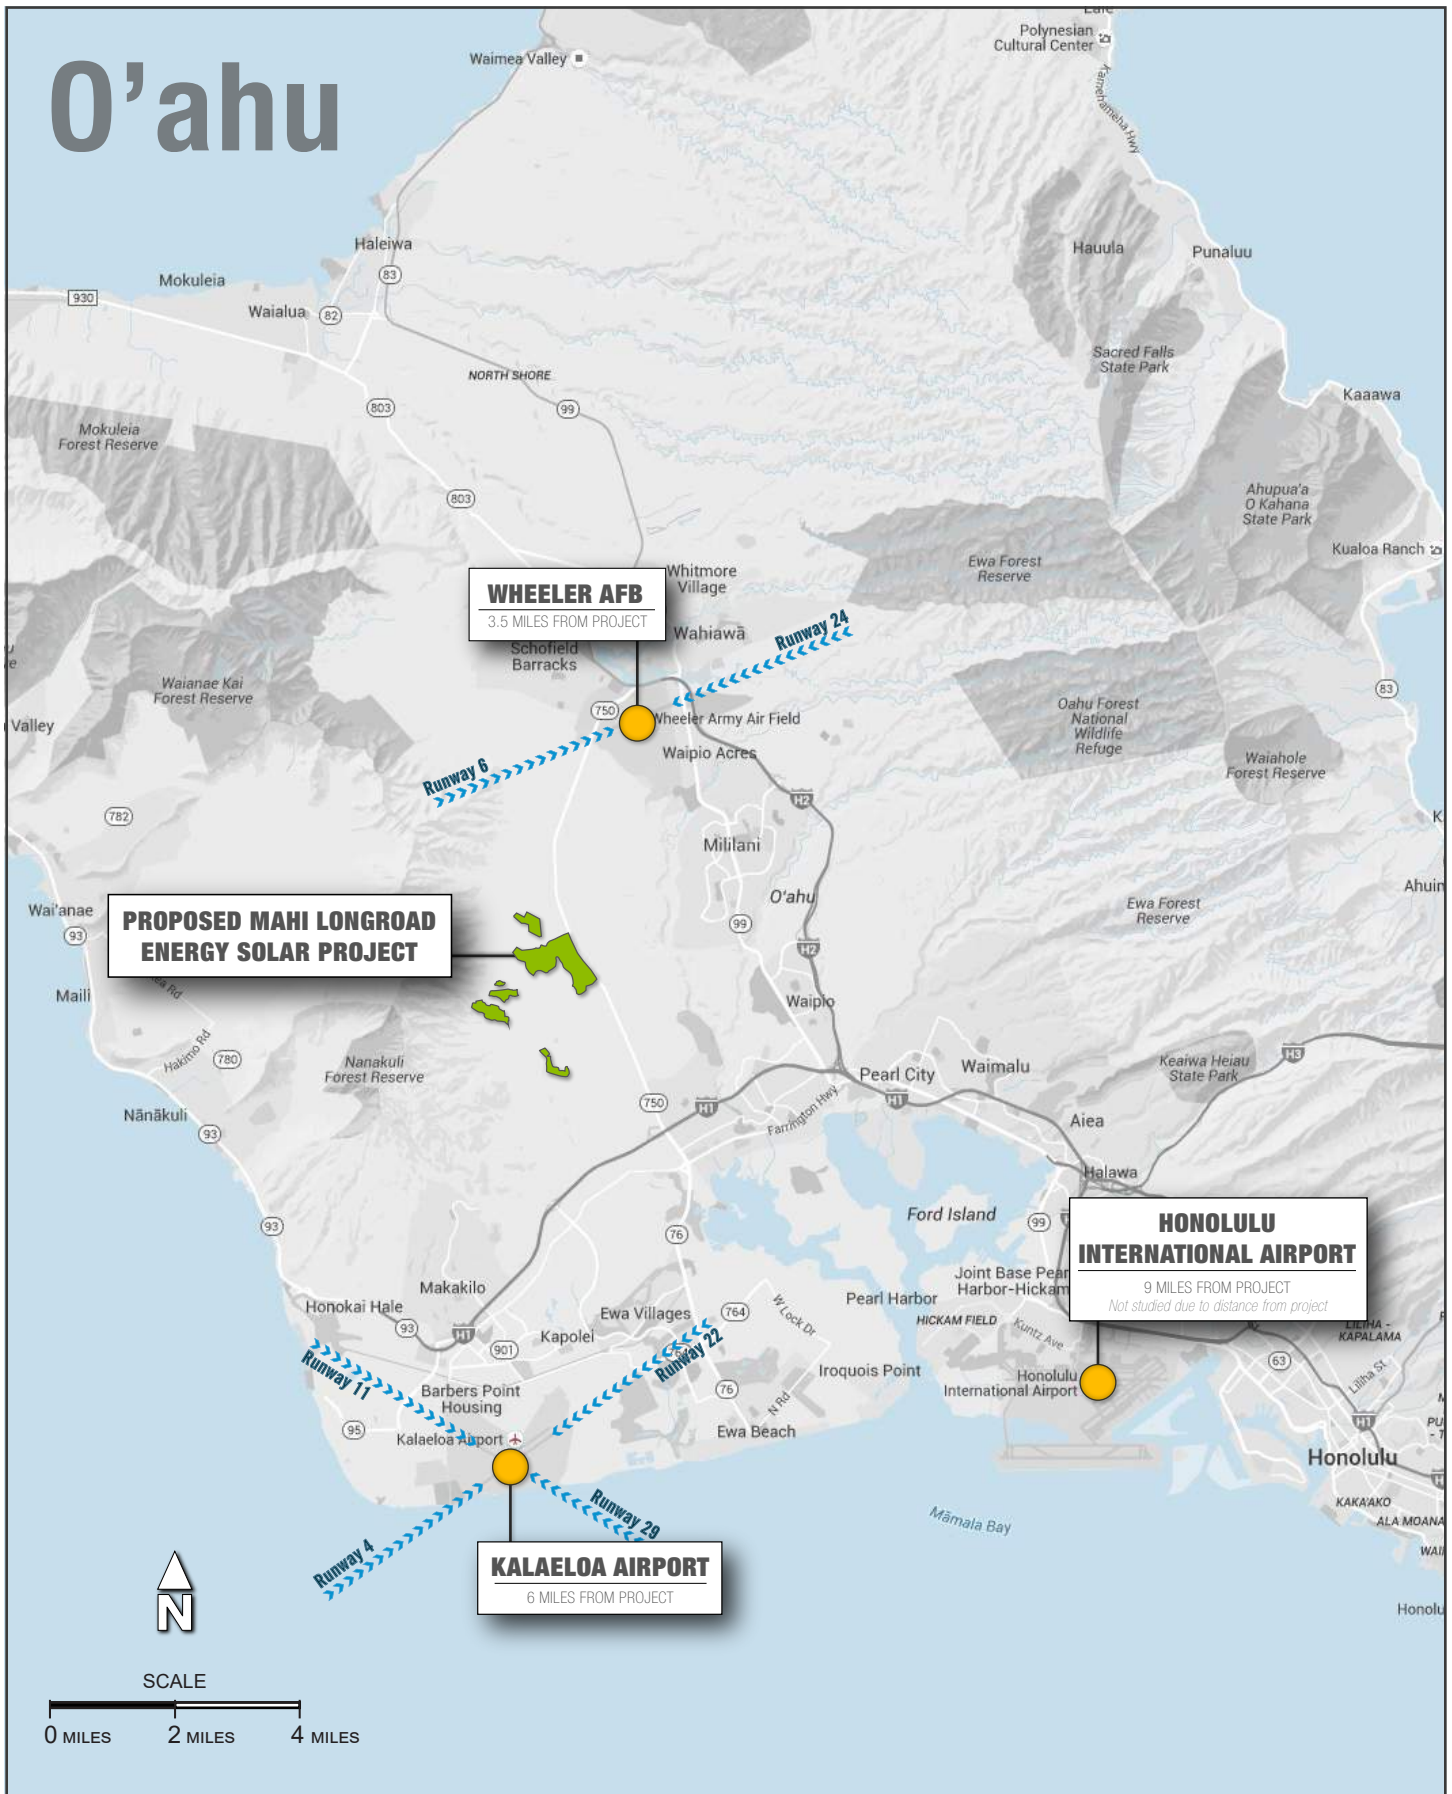 O'ahu
Waimea Valley
Polynesian
Cultural Center
Kamehameha Hwy
Haleiwa
83
Mokuleia
930
Waialua
82
Hauula
Punaluu
NORTH SHORE
803
99
Sacred Falls
State Park
Kaaawa
Mokuleia
Forest Reserve
803
Ahupua'a
O Kahana
State Park
Kualoa Ranch
Ewa Forest
Reserve
WHEELER AFB
3.5 MILES FROM PROJECT
Whitmore
Village
Wahiawā
Runway 24
Schofield
Barracks
Waianae Kai
Forest Reserve
Valley
750
Wheeler Army Air Field
Waipio Acres
Oahu Forest
National
Wildlife
Refuge
83
Waiahole
Forest Reserve
Runway 6
H2
782
Mililani
O'ahu
Wai'anae
93
PROPOSED MAHI LONGROAD
ENERGY SOLAR PROJECT
99
H2
Ewa Forest
Reserve
Maili
Waipio
Hakimo Rd
780
Nanakuli
Forest Reserve
Pearl City
Waimalu
Keaiwa Heiau
State Park
H3
Nānākuli
93
750
H1
Farrington Hwy
H1
Aiea
Halawa
93
76
Ford Island
99
HONOLULU
INTERNATIONAL AIRPORT
9 MILES FROM PROJECT
Not studied due to distance from project
Makakilo
Honokai Hale
93
H1
Ewa Villages
764
W Lock Dr
Pearl Harbor
Joint Base Pear
Harbor-Hickam
HICKAM FIELD
Kuntz Ave
LILIHA -
KAPALAMA
Kapolei
901
Runway 22
Runway 11
Barbers Point
Housing
76
N Rd
Iroquois Point
Honolulu
International Airport
63
Liliha St
H1
95
Kalaeloa Airport
Ewa Beach
Honolulu
Runway 29
Māmala Bay
KAKA'AKO
ALA MOANA
Runway 4
KALAELOA AIRPORT
6 MILES FROM PROJECT
N
SCALE
0 MILES
2 MILES
4 MILES